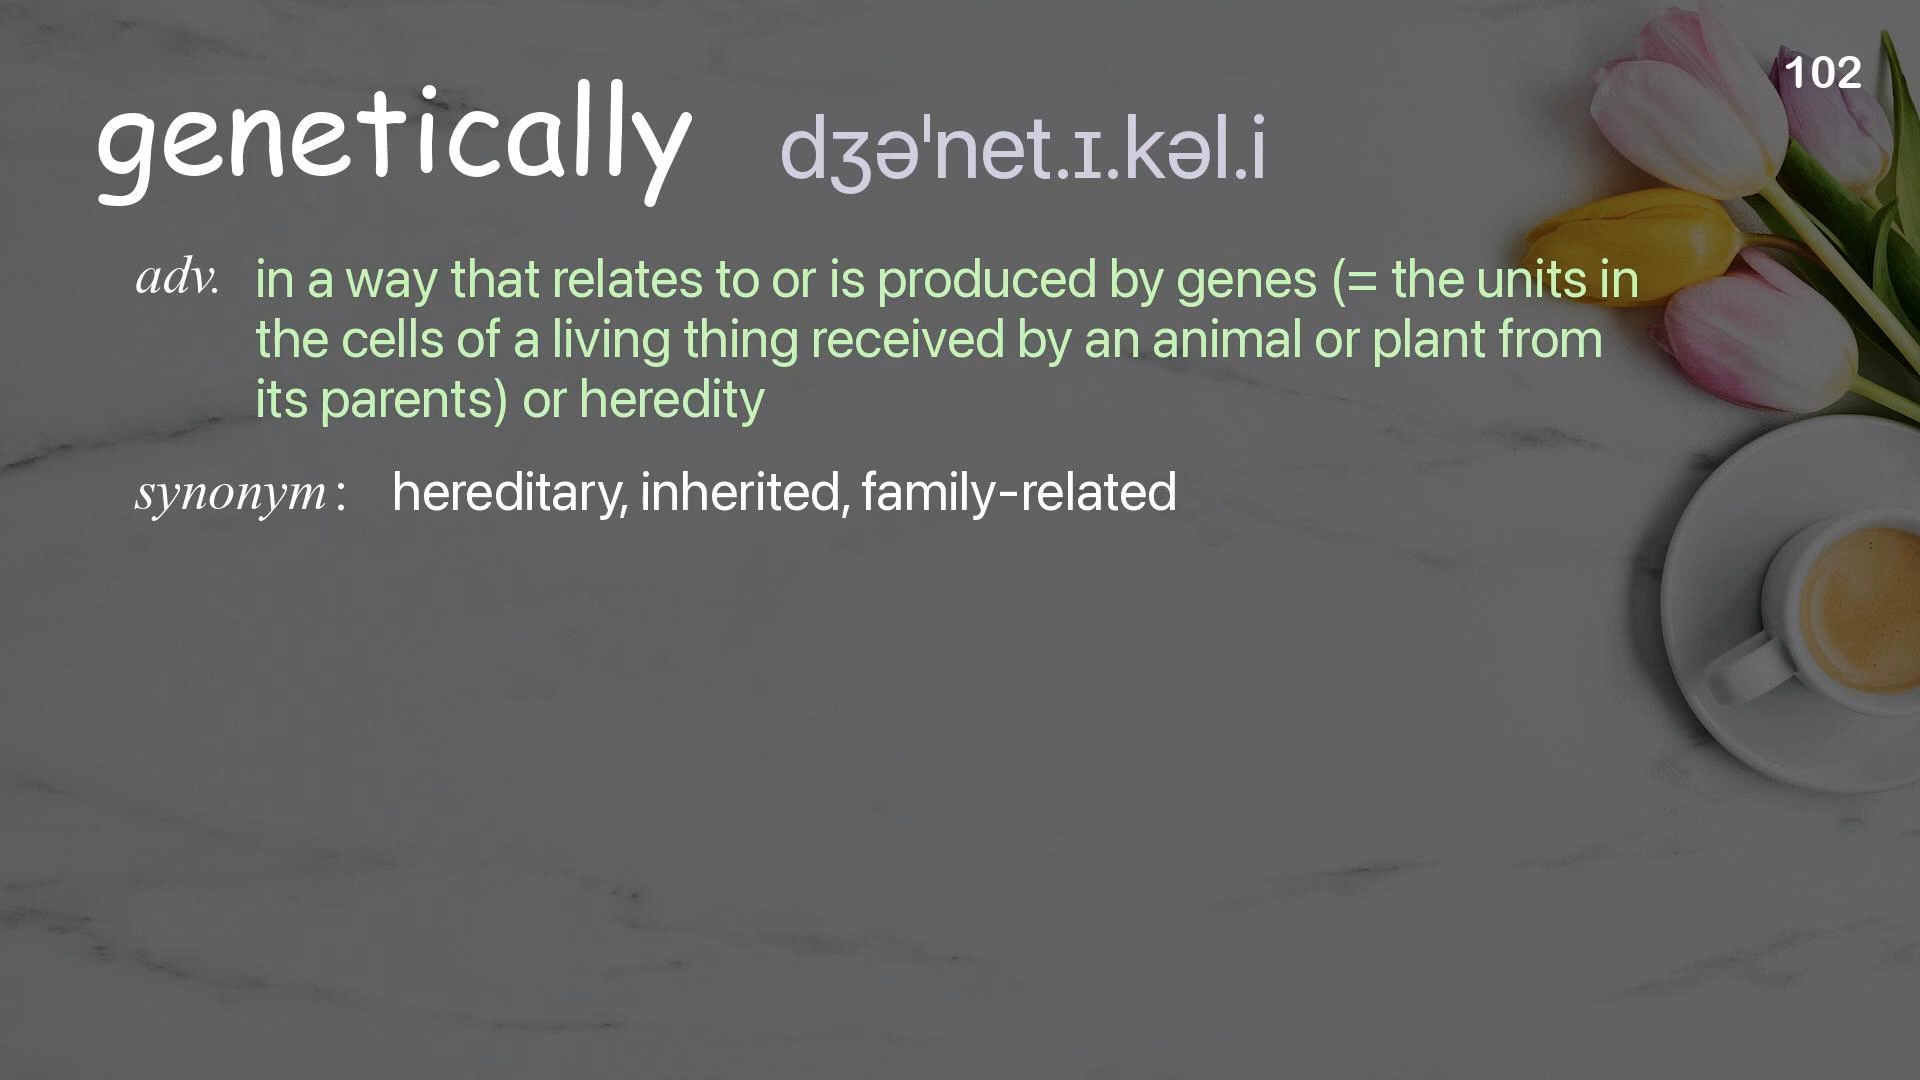 102
genetically dʒəˈnet.ɪ.kəl.i
adv. in a way that relates to or is produced by genes (= the units in
the cells of a living thing received by an animal or plant from
its parents) or heredity
synonym : hereditary, inherited, family-related